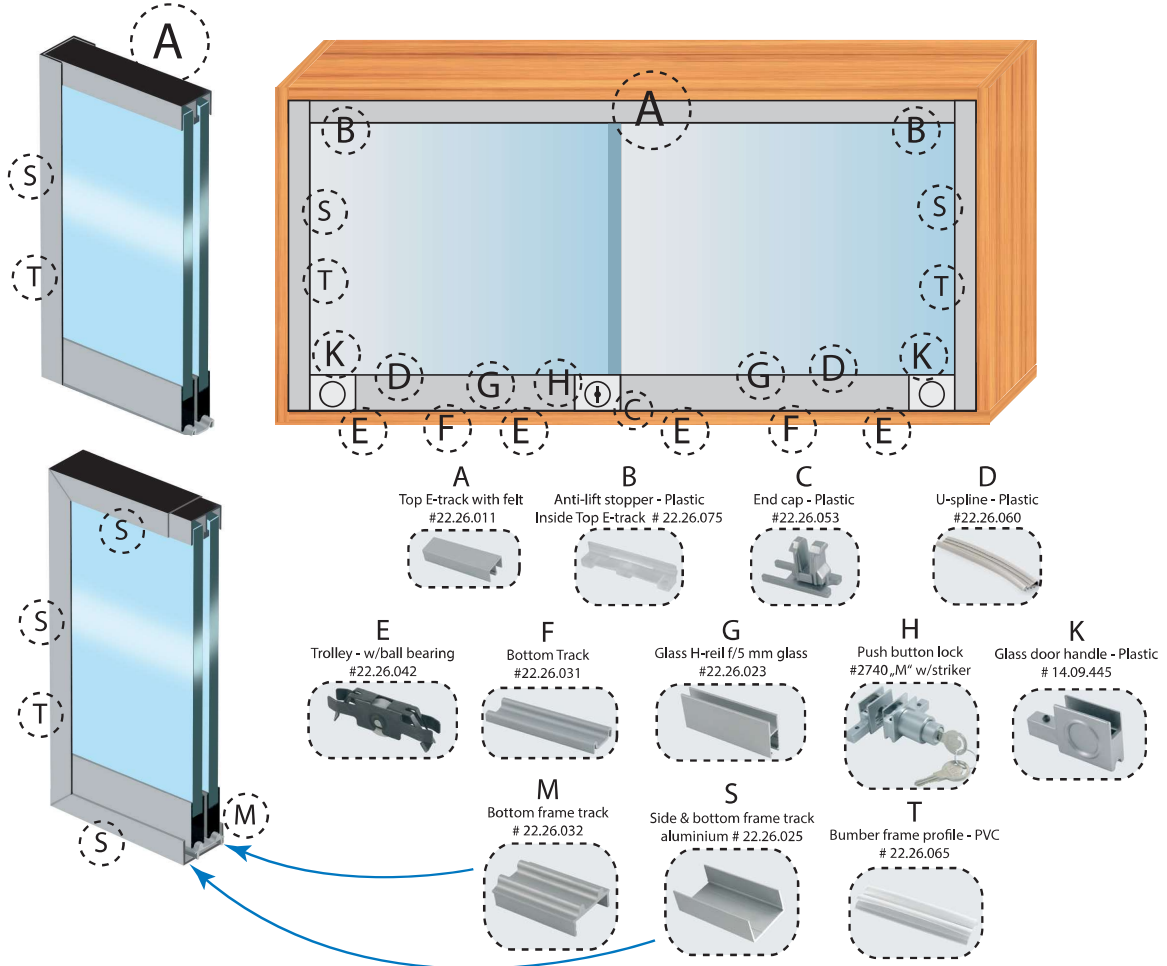 A
S
T
A
B
B
S
S
T
T
K
K
D
G
H
G
D
C
E
F
E
E
F
E
S
S
T
M
S
A
Top E-track with felt
#22.26.011
B
Anti-lift stopper - Plastic
Inside Top E-track # 22.26.075
C
End cap - Plastic
#22.26.053
D
U-spline - Plastic
#22.26.060
E
Trolley - w/ball bearing
#22.26.042
F
Bottom Track
#22.26.031
G
Glass H-reil f/5 mm glass
#22.26.023
H
Push button lock
#2740 „M“ w/striker
K
Glass door handle - Plastic
# 14.09.445
M
Bottom frame track
# 22.26.032
S
Side & bottom frame track
aluminium # 22.26.025
T
Bumber frame profile - PVC
# 22.26.065